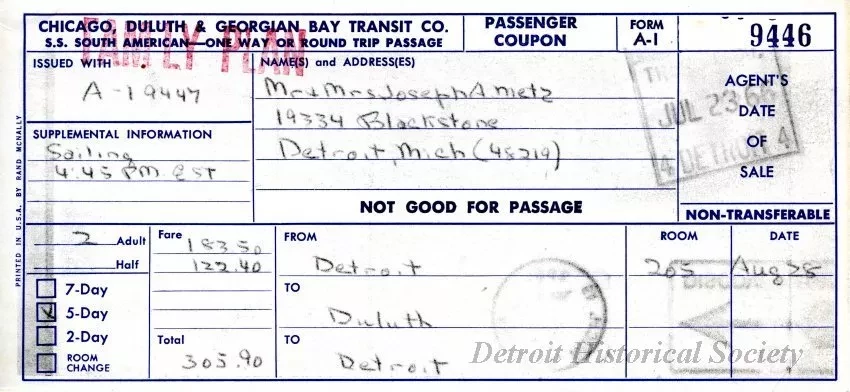 CHICAGO, DULUTH & GEORGIAN BAY TRANSIT CO.
S.S. SOUTH AMERICAN—ONE WAY OR ROUND TRIP PASSAGE
FAMILY PLAN
PASSENGER COUPON
FORM A-1
9446
ISSUED WITH
A-19447
NAME(S) and ADDRESS(ES)
Mr & Mrs Joseph A Metz
19334 Blackstone
Detroit, Mich (48219)
AGENT'S
DATE
OF
SALE
JUL 23 66
4 DETROIT 4
SUPPLEMENTAL INFORMATION
Sailing
4:45 PM EST
NOT GOOD FOR PASSAGE
NON-TRANSFERABLE
PRINTED IN U.S.A. BY RAND MCNALLY
2 Adult
Half
7-Day
X 5-Day
2-Day
ROOM CHANGE
Fare 183.50
122.40
Total
305.90
FROM
Detroit
TO
Duluth
TO
Detroit
ROOM
205
DATE
Aug 28
Detroit Historical Society